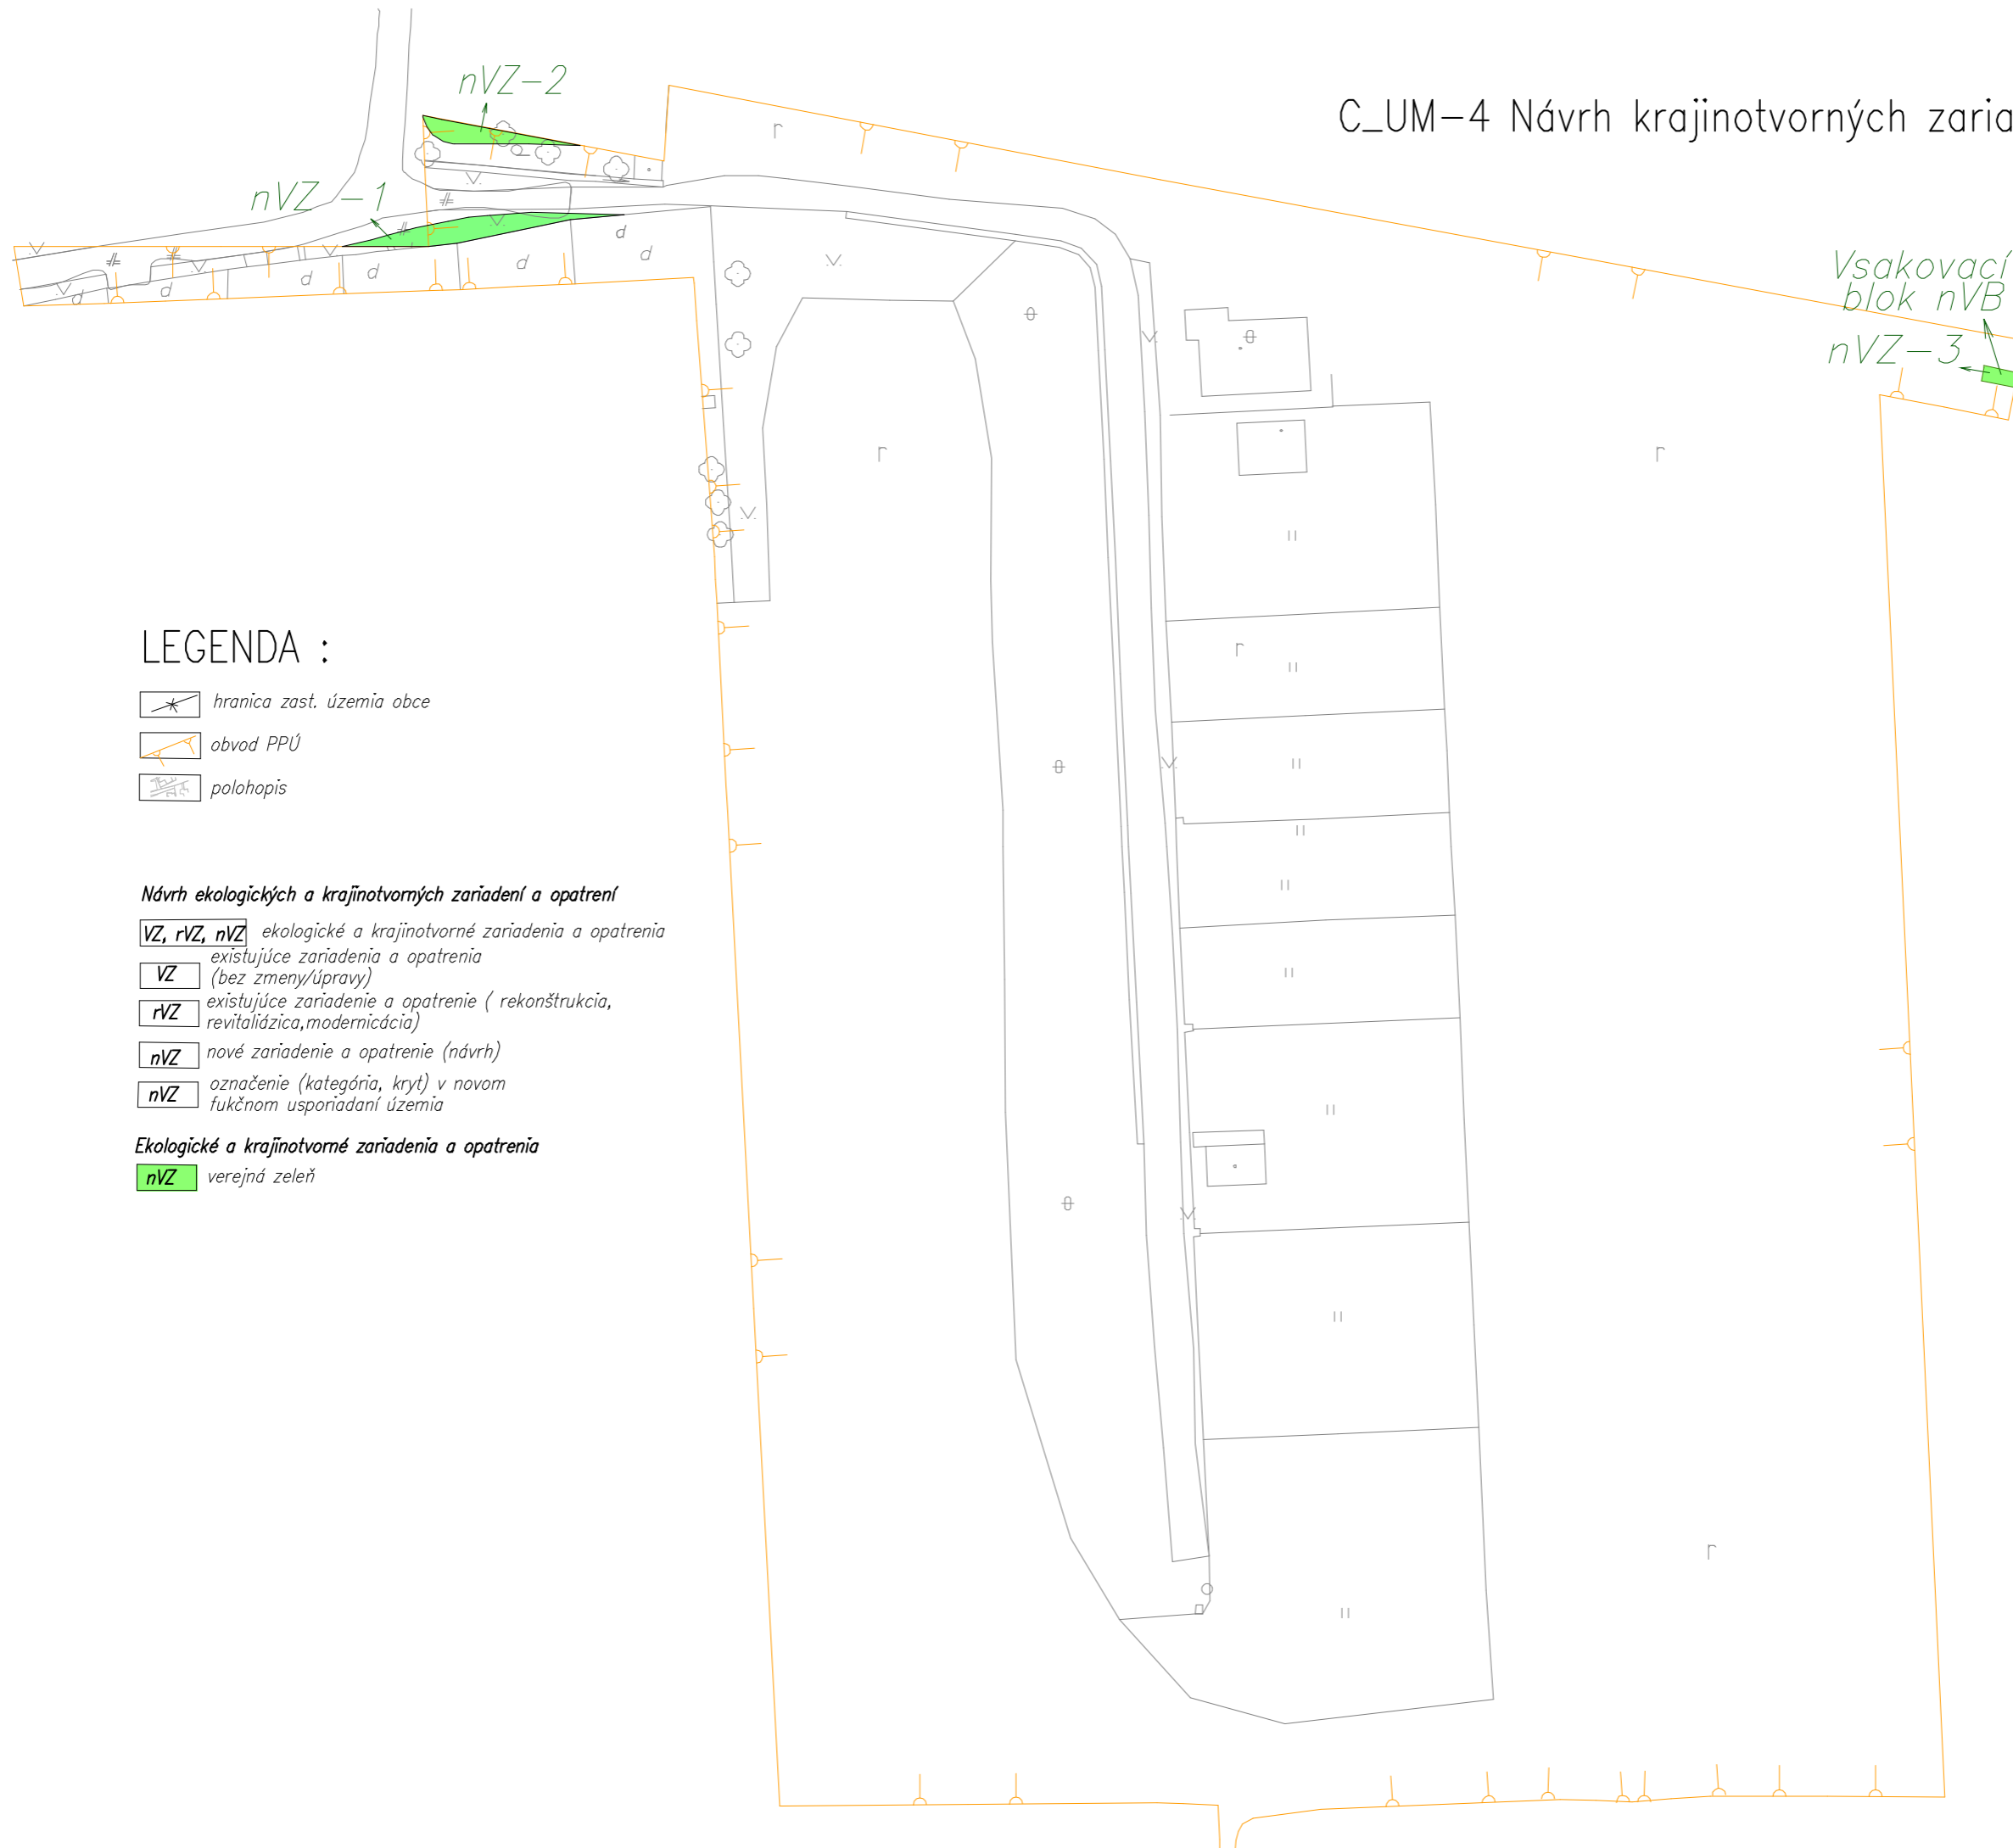 nVZ-2
C_UM-4 Návrh krajinotvorných zaria
r
nVZ -1
d
d
d
d
d
d
d
Vsakovací
blok nVB
nVZ-3
r
r
r
r
LEGENDA :
hranica zast. územia obce
obvod PPÚ
polohopis
Návrh ekologických a krajinotvorných zariadení a opatrení
VZ, rVZ, nVZ ekologické a krajinotvorné zariadenia a opatrenia
VZ existujúce zariadenia a opatrenia
(bez zmeny/úpravy)
rVZ existujúce zariadenie a opatrenie ( rekonštrukcia,
revitaliázica,modernicácia)
nVZ nové zariadenie a opatrenie (návrh)
nVZ označenie (kategória, kryt) v novom
fukčnom usporiadaní územia
Ekologické a krajinotvorné zariadenia a opatrenia
nVZ verejná zeleň